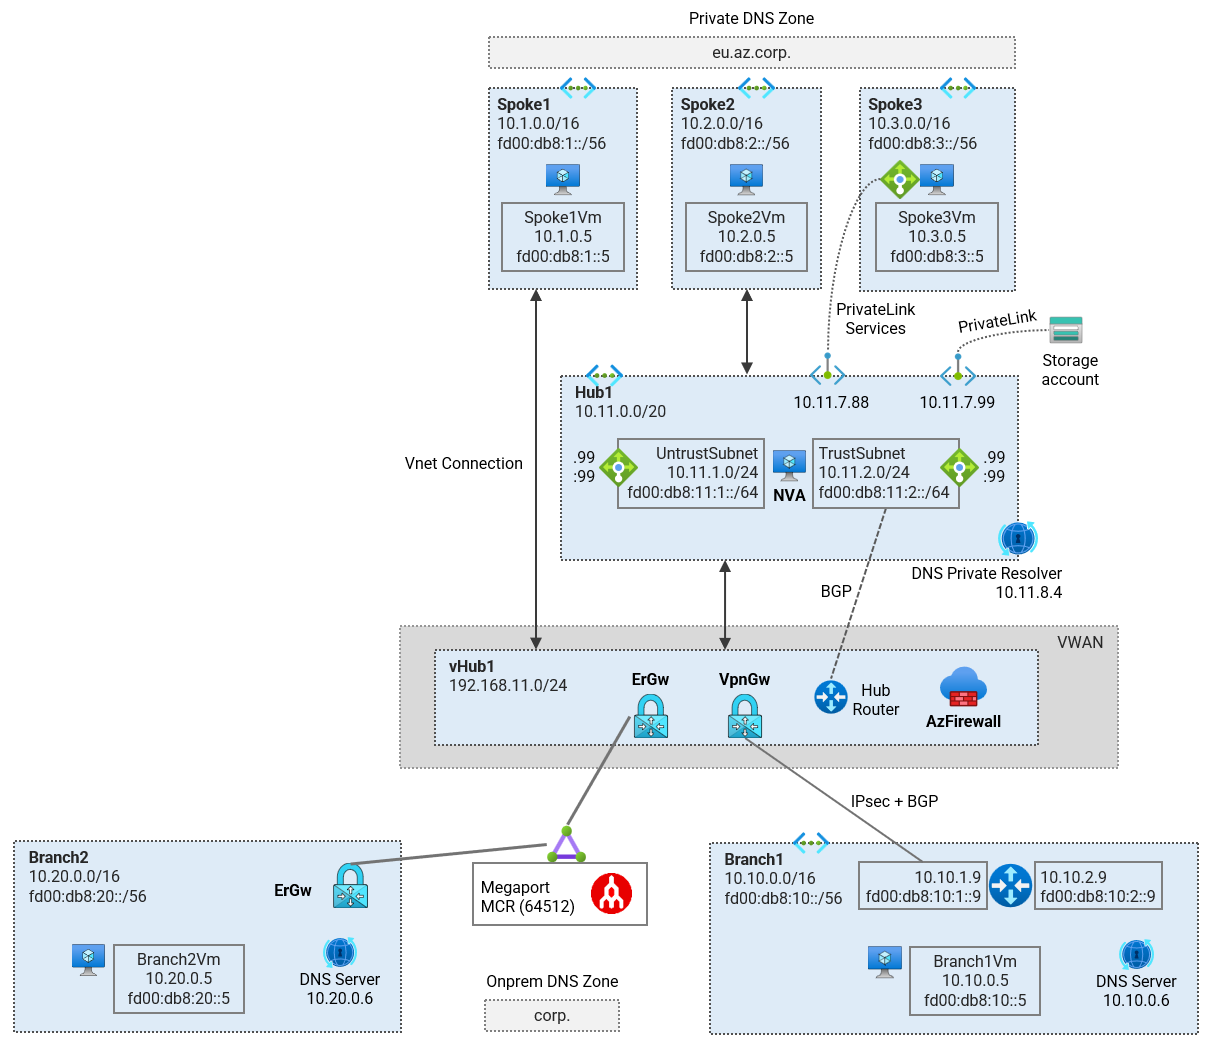 Private DNS Zone
eu.az.corp.
Spoke1
10.1.0.0/16
fd00:db8:1::/56
Spoke1Vm
10.1.0.5
fd00:db8:1::5
Spoke2
10.2.0.0/16
fd00:db8:2::/56
Spoke2Vm
10.2.0.5
fd00:db8:2::5
Spoke3
10.3.0.0/16
fd00:db8:3::/56
Spoke3Vm
10.3.0.5
fd00:db8:3::5
PrivateLink
Services
PrivateLink
Storage
account
Hub1
10.11.0.0/20
10.11.7.88
10.11.7.99
Vnet Connection
.99
:99
UntrustSubnet
10.11.1.0/24
fd00:db8:11:1::/64
NVA
TrustSubnet
10.11.2.0/24
fd00:db8:11:2::/64
.99
:99
DNS Private Resolver
10.11.8.4
BGP
VWAN
vHub1
192.168.11.0/24
ErGw
VpnGw
Hub
Router
AzFirewall
IPsec + BGP
Branch2
10.20.0.0/16
fd00:db8:20::/56
ErGw
Branch2Vm
10.20.0.5
fd00:db8:20::5
DNS Server
10.20.0.6
Megaport
MCR (64512)
Onprem DNS Zone
corp.
Branch1
10.10.0.0/16
fd00:db8:10::/56
10.10.1.9
fd00:db8:10:1::9
10.10.2.9
fd00:db8:10:2::9
Branch1Vm
10.10.0.5
fd00:db8:10::5
DNS Server
10.10.0.6